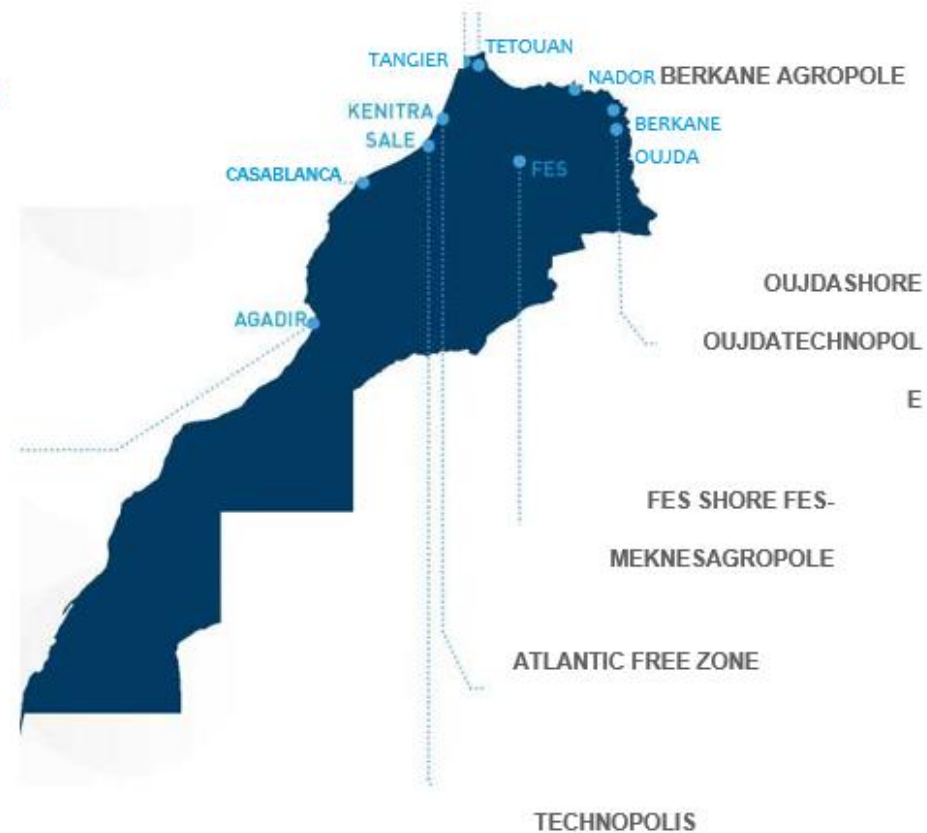 TETOUAN
TANGIER
NADOR BERKANE AGROPOLE
KENITRA
BERKANE
SALE
OUJDA
FES
CASABLANCA
OUJDASHORE
AGADIR
OUJDATECHNOPOL
E
FES SHORE FES-
MEKNESAGROPOLE
ATLANTIC FREE ZONE
TECHNOPOLIS